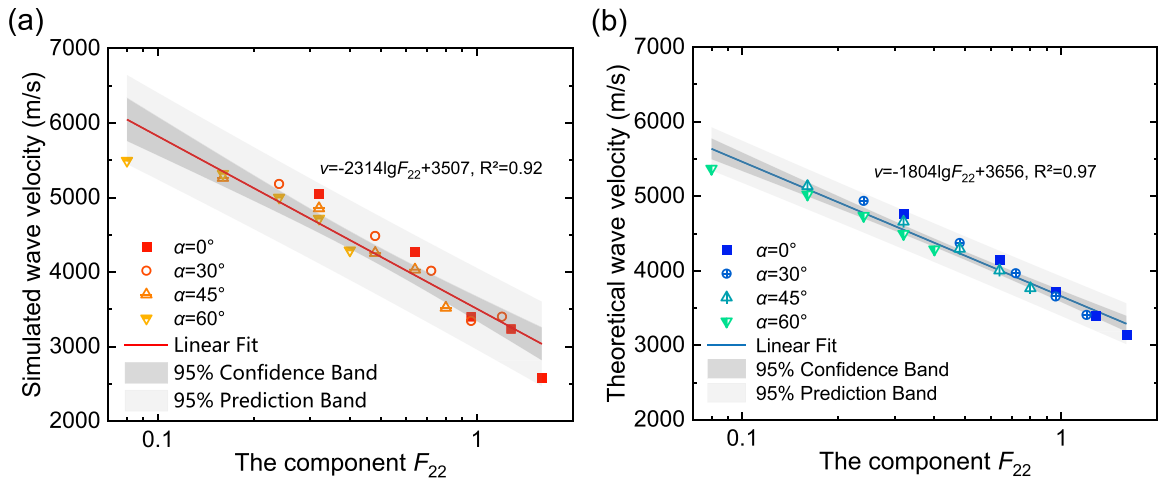 (a)
7000
6000
5000
4000
3000
2000
Simulated wave velocity (m/s)
v=-2314lgF₂₂+3507, R²=0.92
α=0°
α=30°
α=45°
α=60°
Linear Fit
95% Confidence Band
95% Prediction Band
0.1
1
The component F₂₂
(b)
7000
6000
5000
4000
3000
2000
Theoretical wave velocity (m/s)
v=-1804lgF₂₂+3656, R²=0.97
α=0°
α=30°
α=45°
α=60°
Linear Fit
95% Confidence Band
95% Prediction Band
0.1
1
The component F₂₂